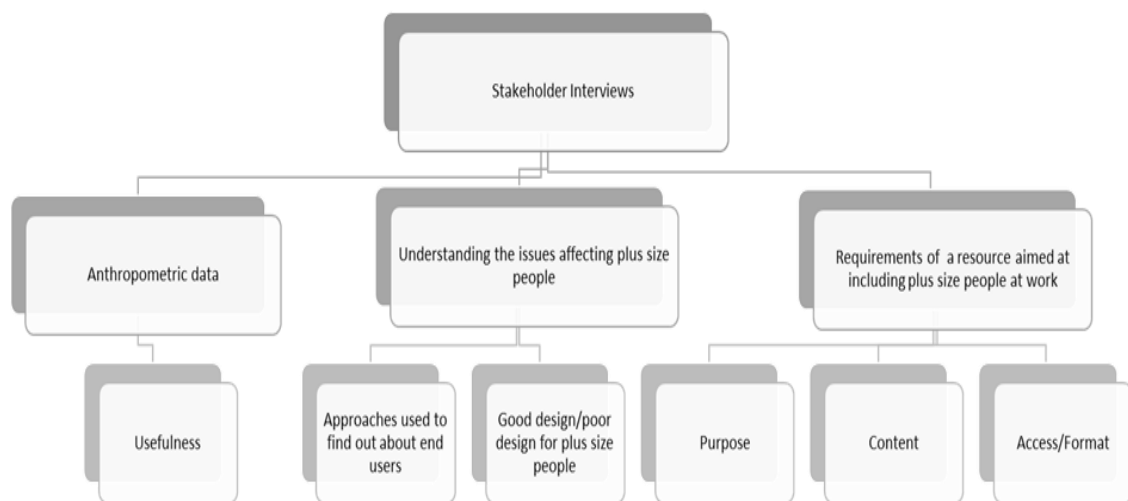 Stakeholder Interviews
Anthropometric data
Understanding the issues affecting plus size
people
Requirements of a resource aimed at
including plus size people at work
Usefulness
Approaches used to
find out about end
users
Good design/poor
design for plus size
people
Purpose
Content
Access/Format